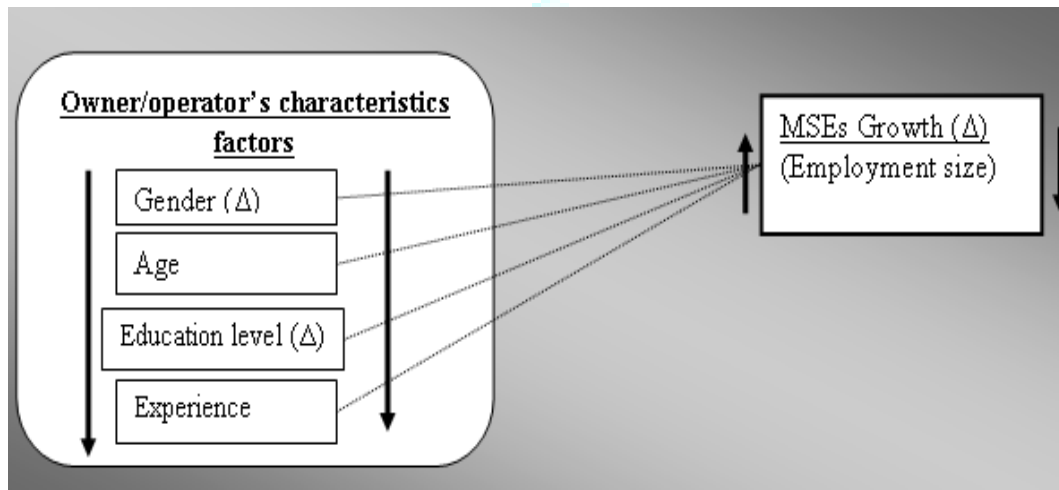 Owner/operator's characteristics
factors
Gender (Δ)
Age
Education level (Δ)
Experience
MSEs Growth (Δ)
(Employment size)